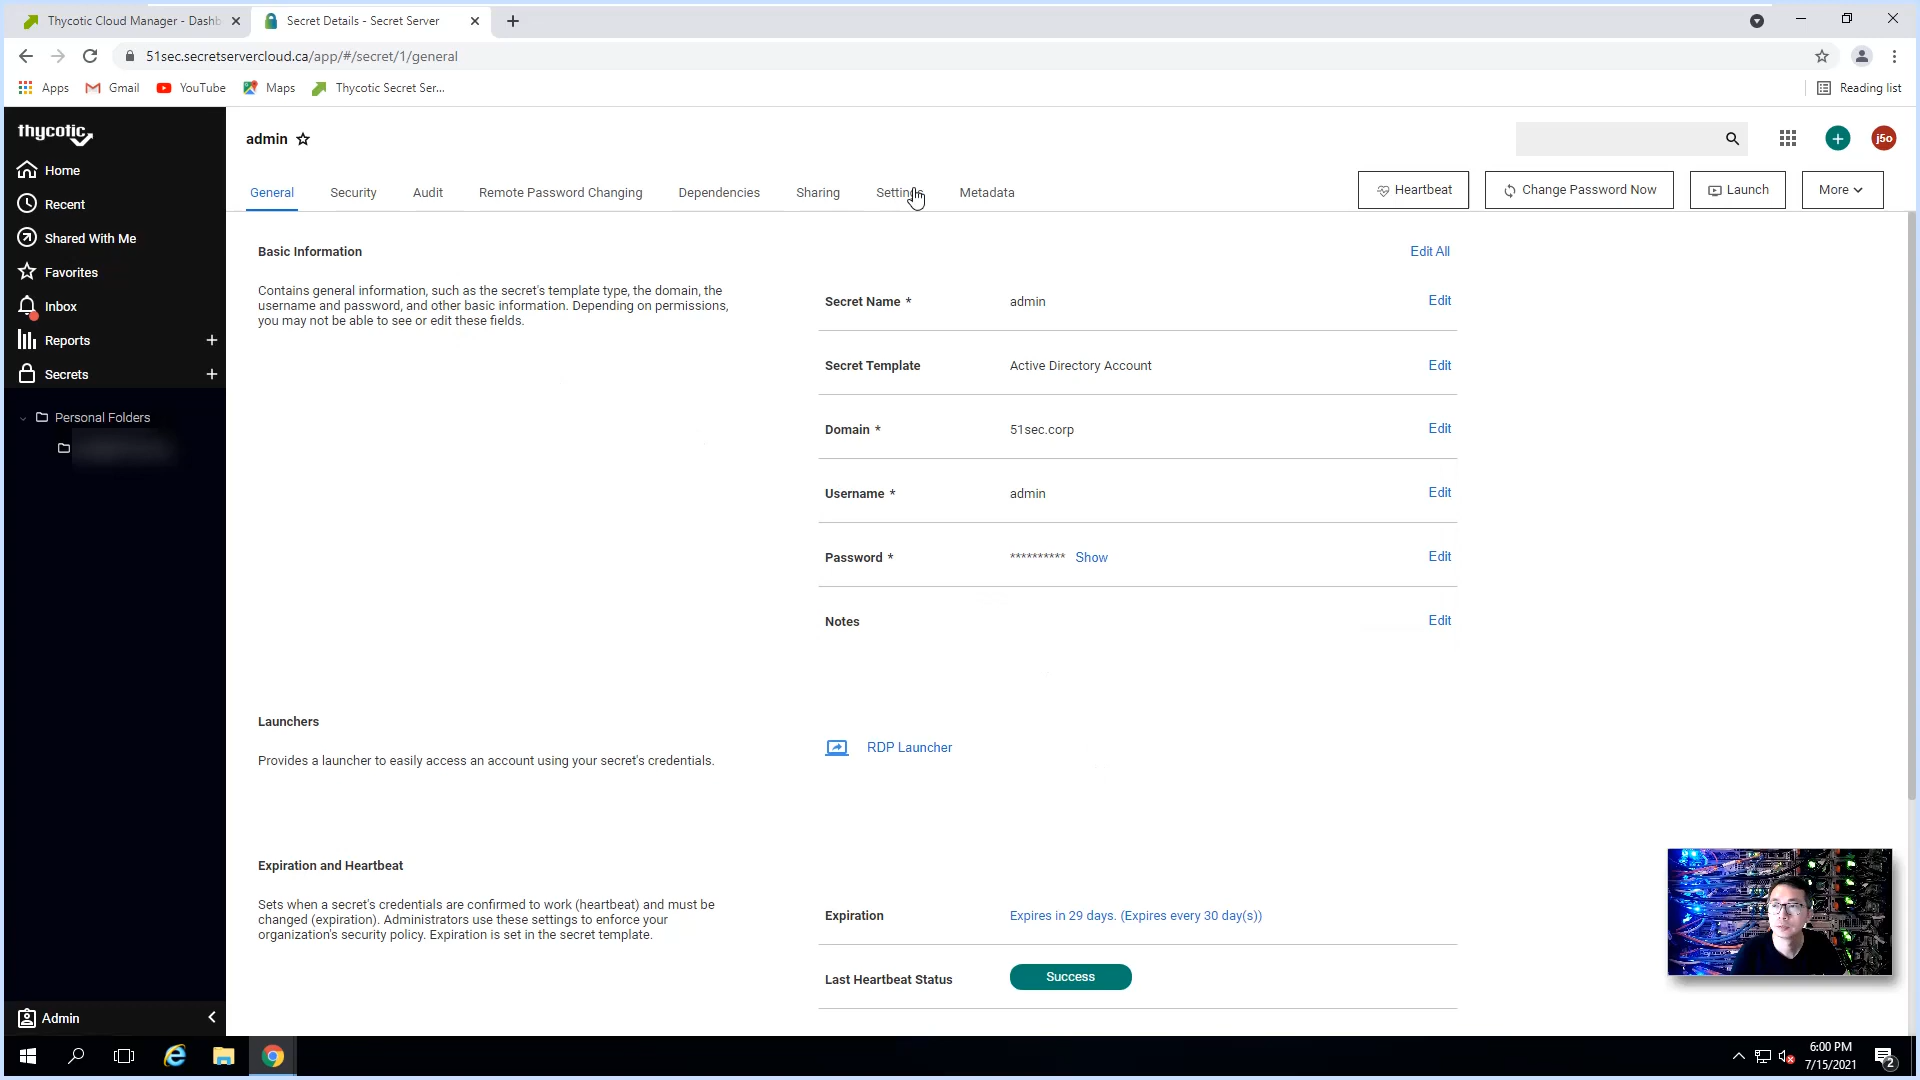 Thycotic Cloud Manager - Dashb
Secret Details - Secret Server
51sec.secretservercloud.ca/app/#/secret/1/general
Apps
Gmail
YouTube
Maps
Thycotic Secret Ser...
Reading list
thycotic
admin
j5o
Home
Recent
Shared With Me
Favorites
Inbox
Reports
Secrets
Personal Folders
Admin
General
Security
Audit
Remote Password Changing
Dependencies
Sharing
Settings
Metadata
Heartbeat
Change Password Now
Launch
More
Basic Information
Edit All
Contains general information, such as the secret's template type, the domain, the
username and password, and other basic information. Depending on permissions,
you may not be able to see or edit these fields.
Secret Name * admin Edit
Secret Template Active Directory Account Edit
Domain * 51sec.corp Edit
Username * admin Edit
Password * ********** Show Edit
Notes Edit
Launchers
Provides a launcher to easily access an account using your secret's credentials.
RDP Launcher
Expiration and Heartbeat
Sets when a secret's credentials are confirmed to work (heartbeat) and must be
changed (expiration). Administrators use these settings to enforce your
organization's security policy. Expiration is set in the secret template.
Expiration Expires in 29 days. (Expires every 30 day(s))
Last Heartbeat Status Success
6:00 PM
7/15/2021
2